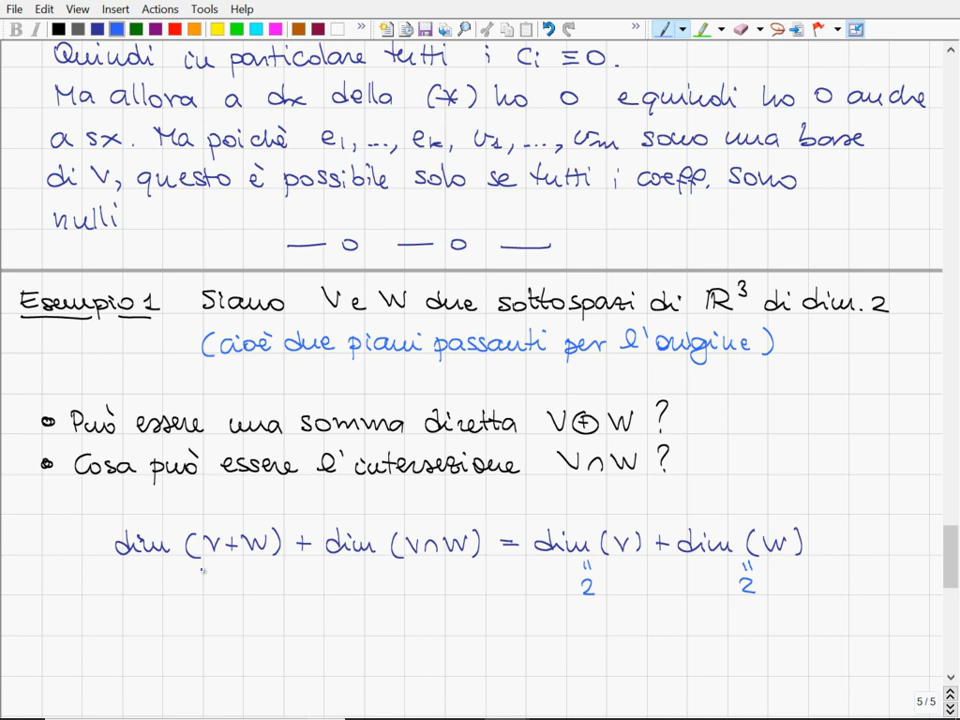 File Edit View Insert Actions Tools Help
Quindi in particolare tutti i Ci ≡0.
Ma allora a dx della (*) ho 0 e quindi ho 0 anche
a sx. Ma poichè e1, ..., ek, v1, ..., vm sono una base
di V, questo è possibile solo se tutti i coeff. sono
nulli
— o — o —
Esempio 1 Siano V e W due sottospazi di ℝ³ di dim. 2
(cioè due piani passanti per l'origine)
• Può essere una somma diretta V⊕W ?
• Cosa può essere l'intersezione V∩W ?
dim (V+W) + dim (V∩W) = dim (V) + dim (W)
" "
2 2
5 / 5